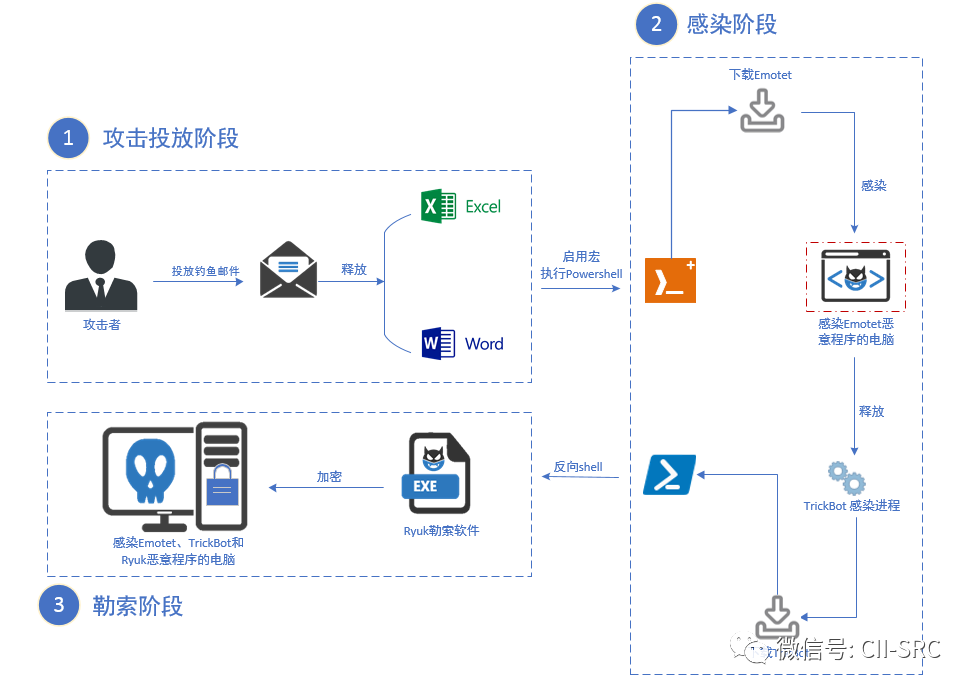 1 攻击投放阶段
攻击者
投放钓鱼邮件
释放
X
Excel
W
Word
启用宏
执行Powershell
2 感染阶段
下载Emotet
感染
感染Emotet恶
意程序的电脑
释放
TrickBot 感染进程
反向shell
EXE
Ryuk勒索软件
加密
感染Emotet、TrickBot和
Ryuk恶意程序的电脑
3 勒索阶段
微信号: CII-SRC